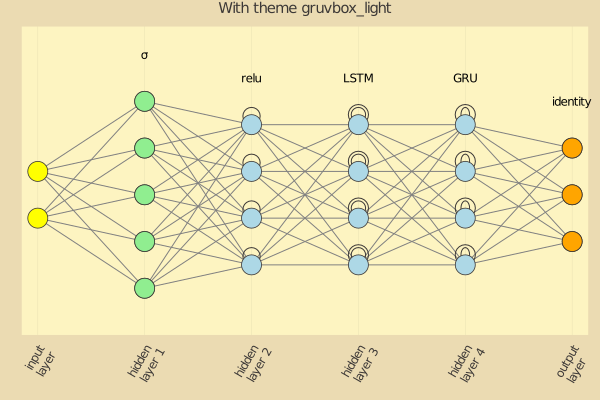 With theme gruvbox_light
σ
relu
LSTM
GRU
identity
input
layer
hidden
layer 1
hidden
layer 2
hidden
layer 3
hidden
layer 4
output
layer